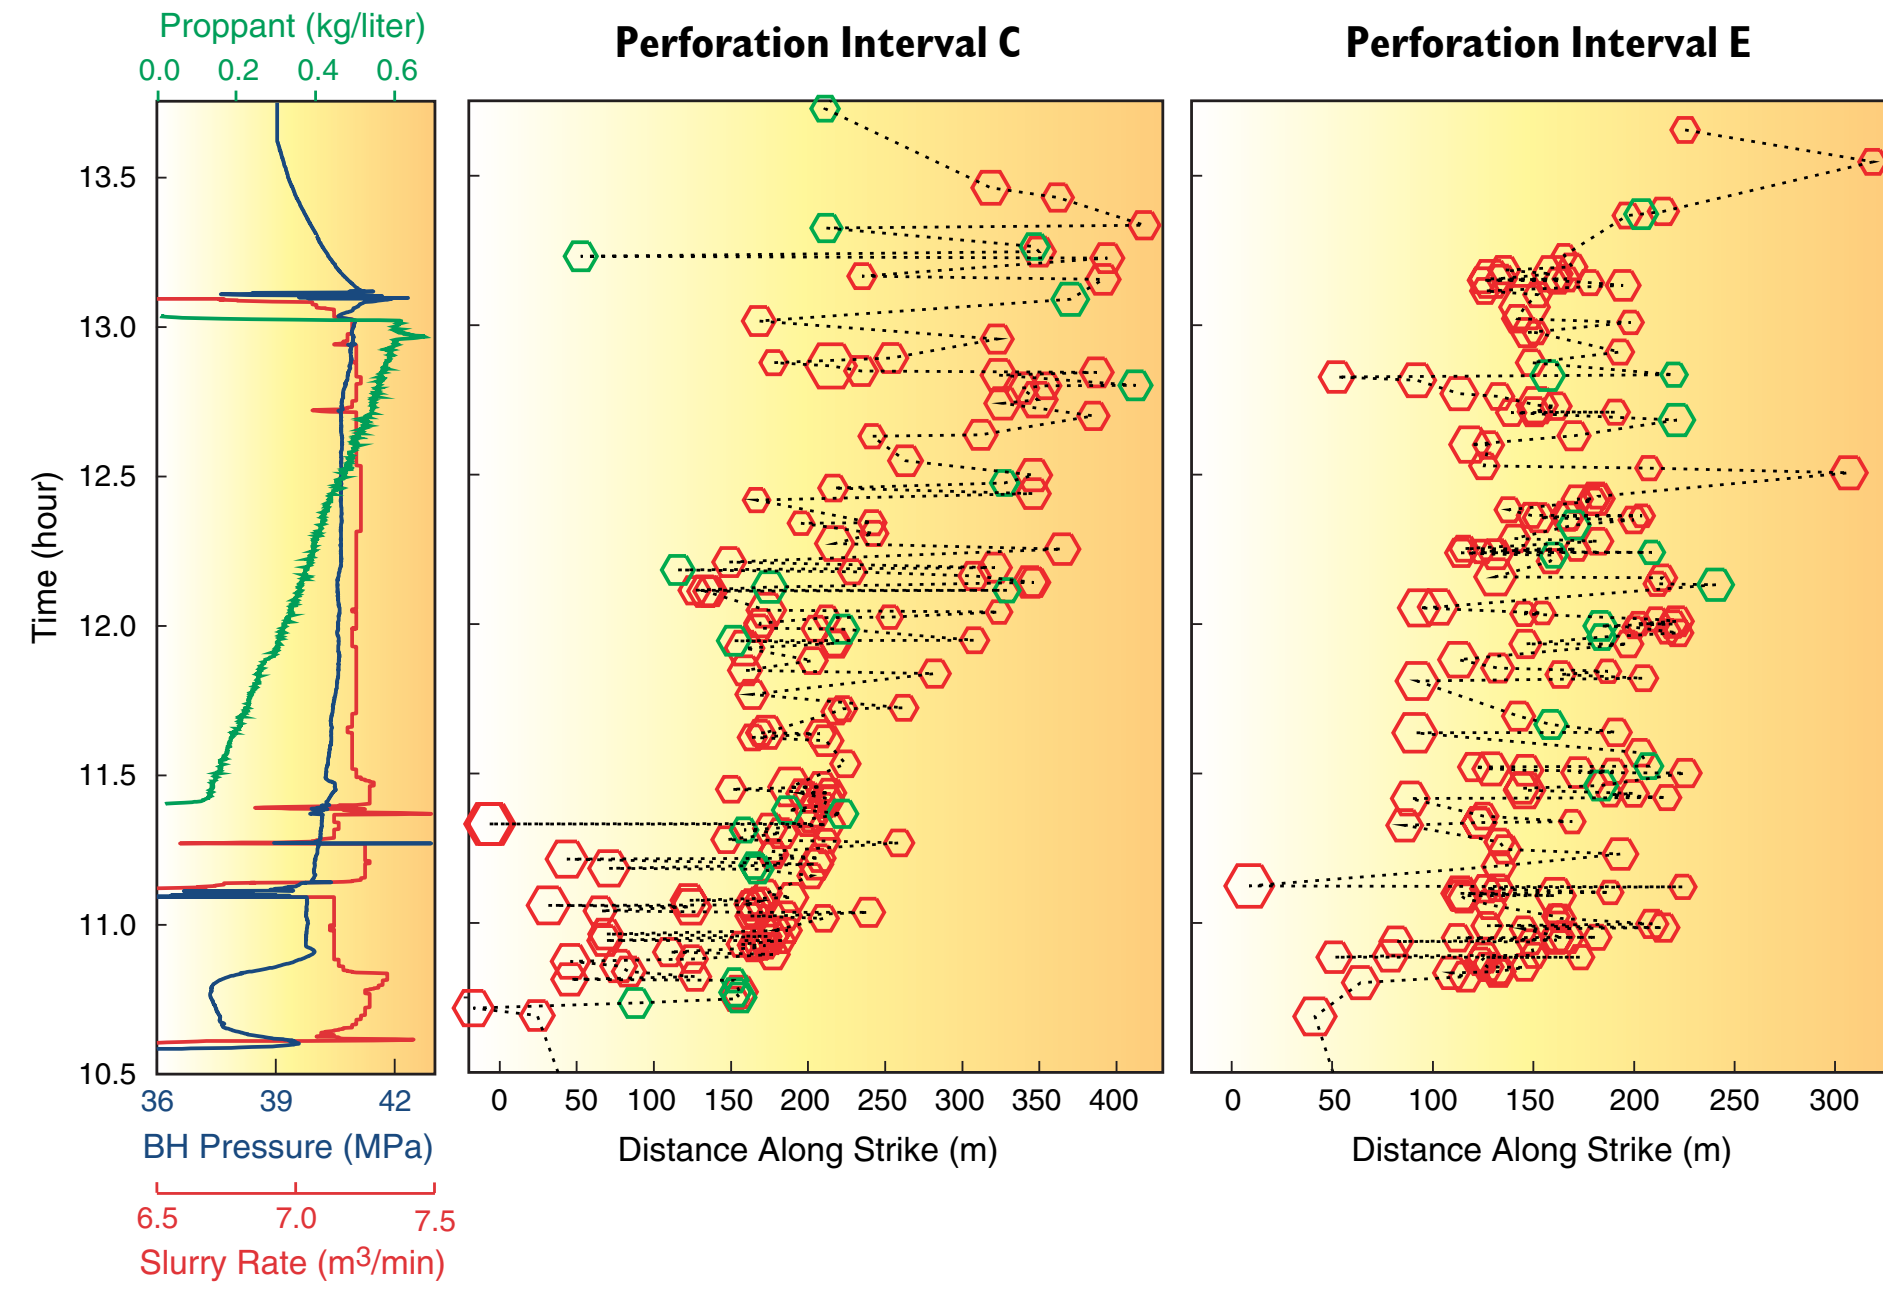 Proppant (kg/liter)
0.0 0.2 0.4 0.6
Perforation Interval C
Perforation Interval E
Time (hour)
13.5
13.0
12.5
12.0
11.5
11.0
10.5
36 39 42
BH Pressure (MPa)
6.5 7.0 7.5
Slurry Rate (m3/min)
0 50 100 150 200 250 300 350 400
Distance Along Strike (m)
0 50 100 150 200 250 300
Distance Along Strike (m)